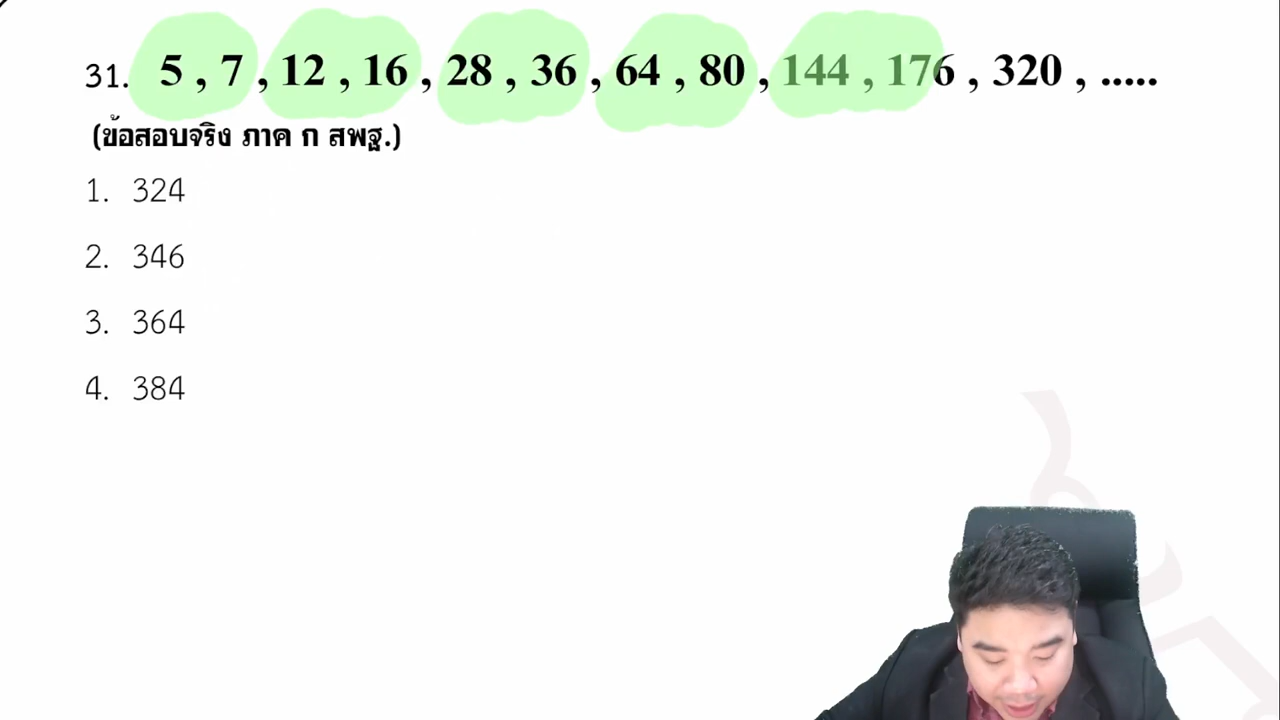 31. 5 , 7 , 12 , 16 , 28 , 36 , 64 , 80 , 144 , 176 , 320 , .....
(ข้อสอบจริง ภาค ก สพฐ.)
1. 324
2. 346
3. 364
4. 384